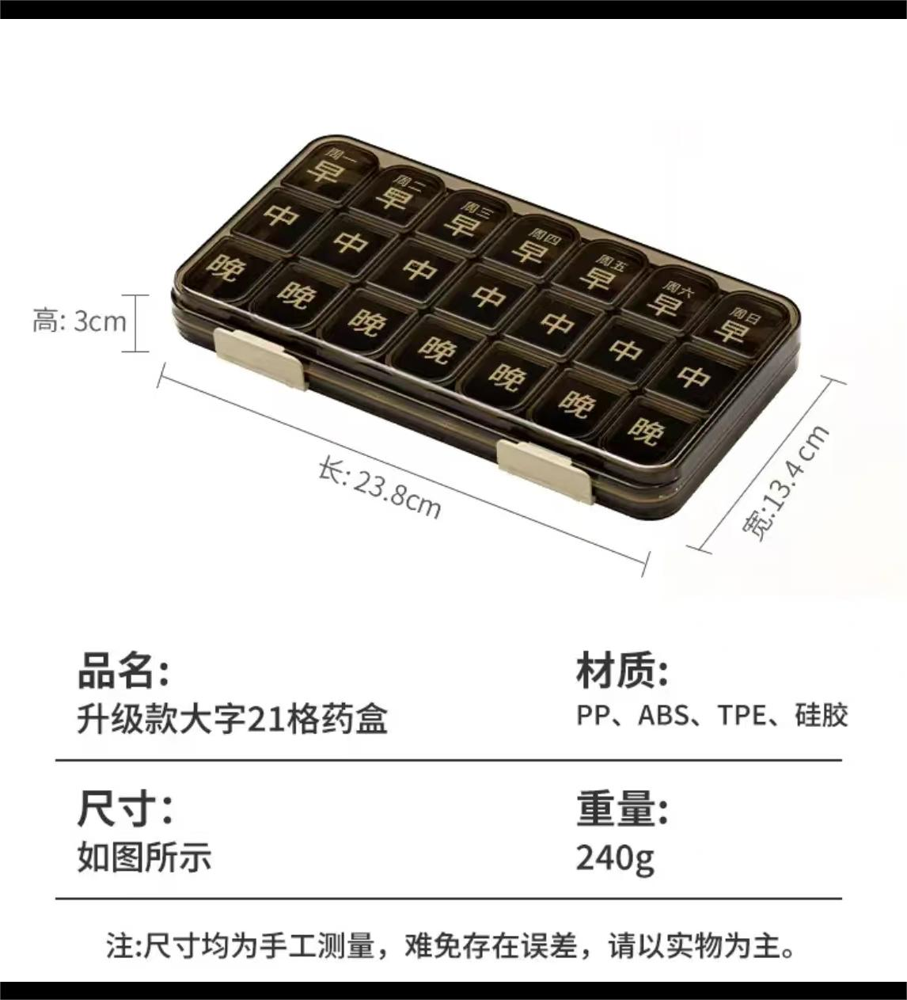 周一 周二 周三 周四 周五 周六 周日
早 早 早 早 早 早 早
中 中 中 中 中 中 中
晚 晚 晚 晚 晚 晚 晚
高: 3cm
长: 23.8cm
宽:13.4cm
品名:
升级款大字21格药盒
材质:
PP、ABS、TPE、硅胶
尺寸:
如图所示
重量:
240g
注:尺寸均为手工测量，难免存在误差，请以实物为主。